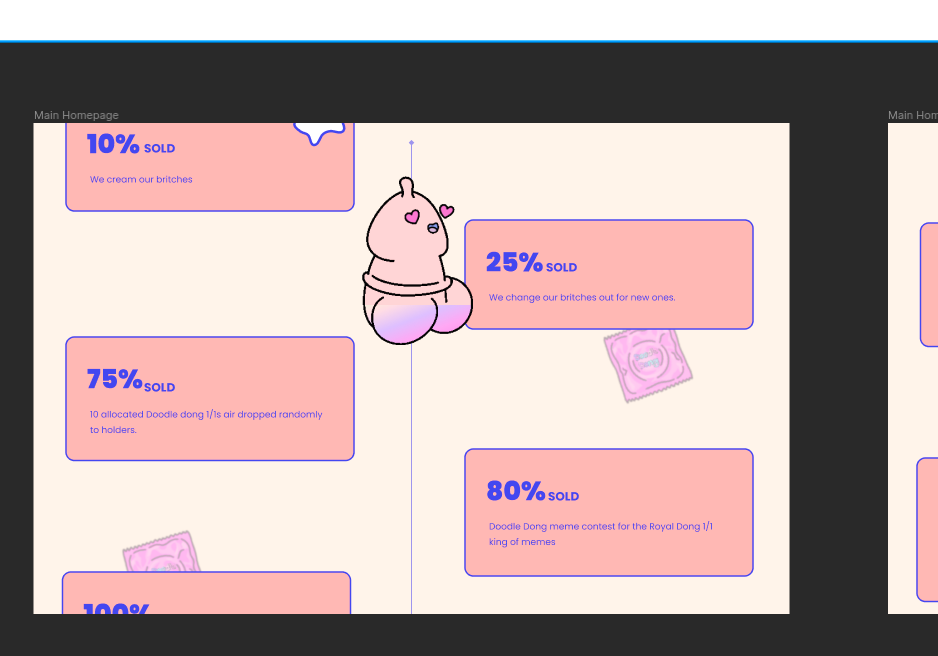 Main Homepage
Main Hom
10% SOLD
We cream our britches
25% SOLD
We change our britches out for new ones.
75% SOLD
10 allocated Doodle dong 1/1s air dropped randomly
to holders.
80% SOLD
Doodle Dong meme contest for the Royal Dong 1/1
king of memes
100%